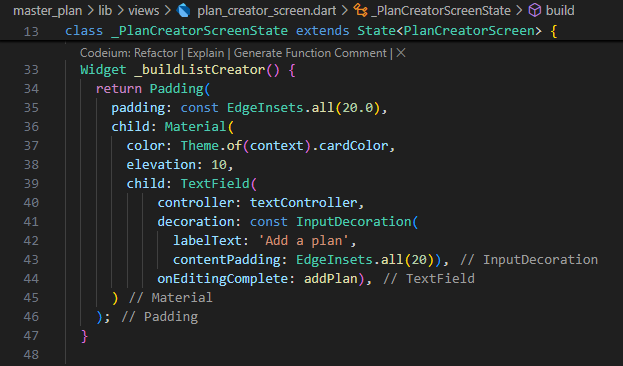 master_plan > lib > views > plan_creator_screen.dart > _PlanCreatorScreenState > build
13 class _PlanCreatorScreenState extends State<PlanCreatorScreen> {
Codeium: Refactor | Explain | Generate Function Comment | ×
33 Widget _buildListCreator() {
34 return Padding(
35 padding: const EdgeInsets.all(20.0),
36 child: Material(
37 color: Theme.of(context).cardColor,
38 elevation: 10,
39 child: TextField(
40 controller: textController,
41 decoration: const InputDecoration(
42 labelText: 'Add a plan',
43 contentPadding: EdgeInsets.all(20)), // InputDecoration
44 onEditingComplete: addPlan), // TextField
45 ) // Material
46 ); // Padding
47 }
48